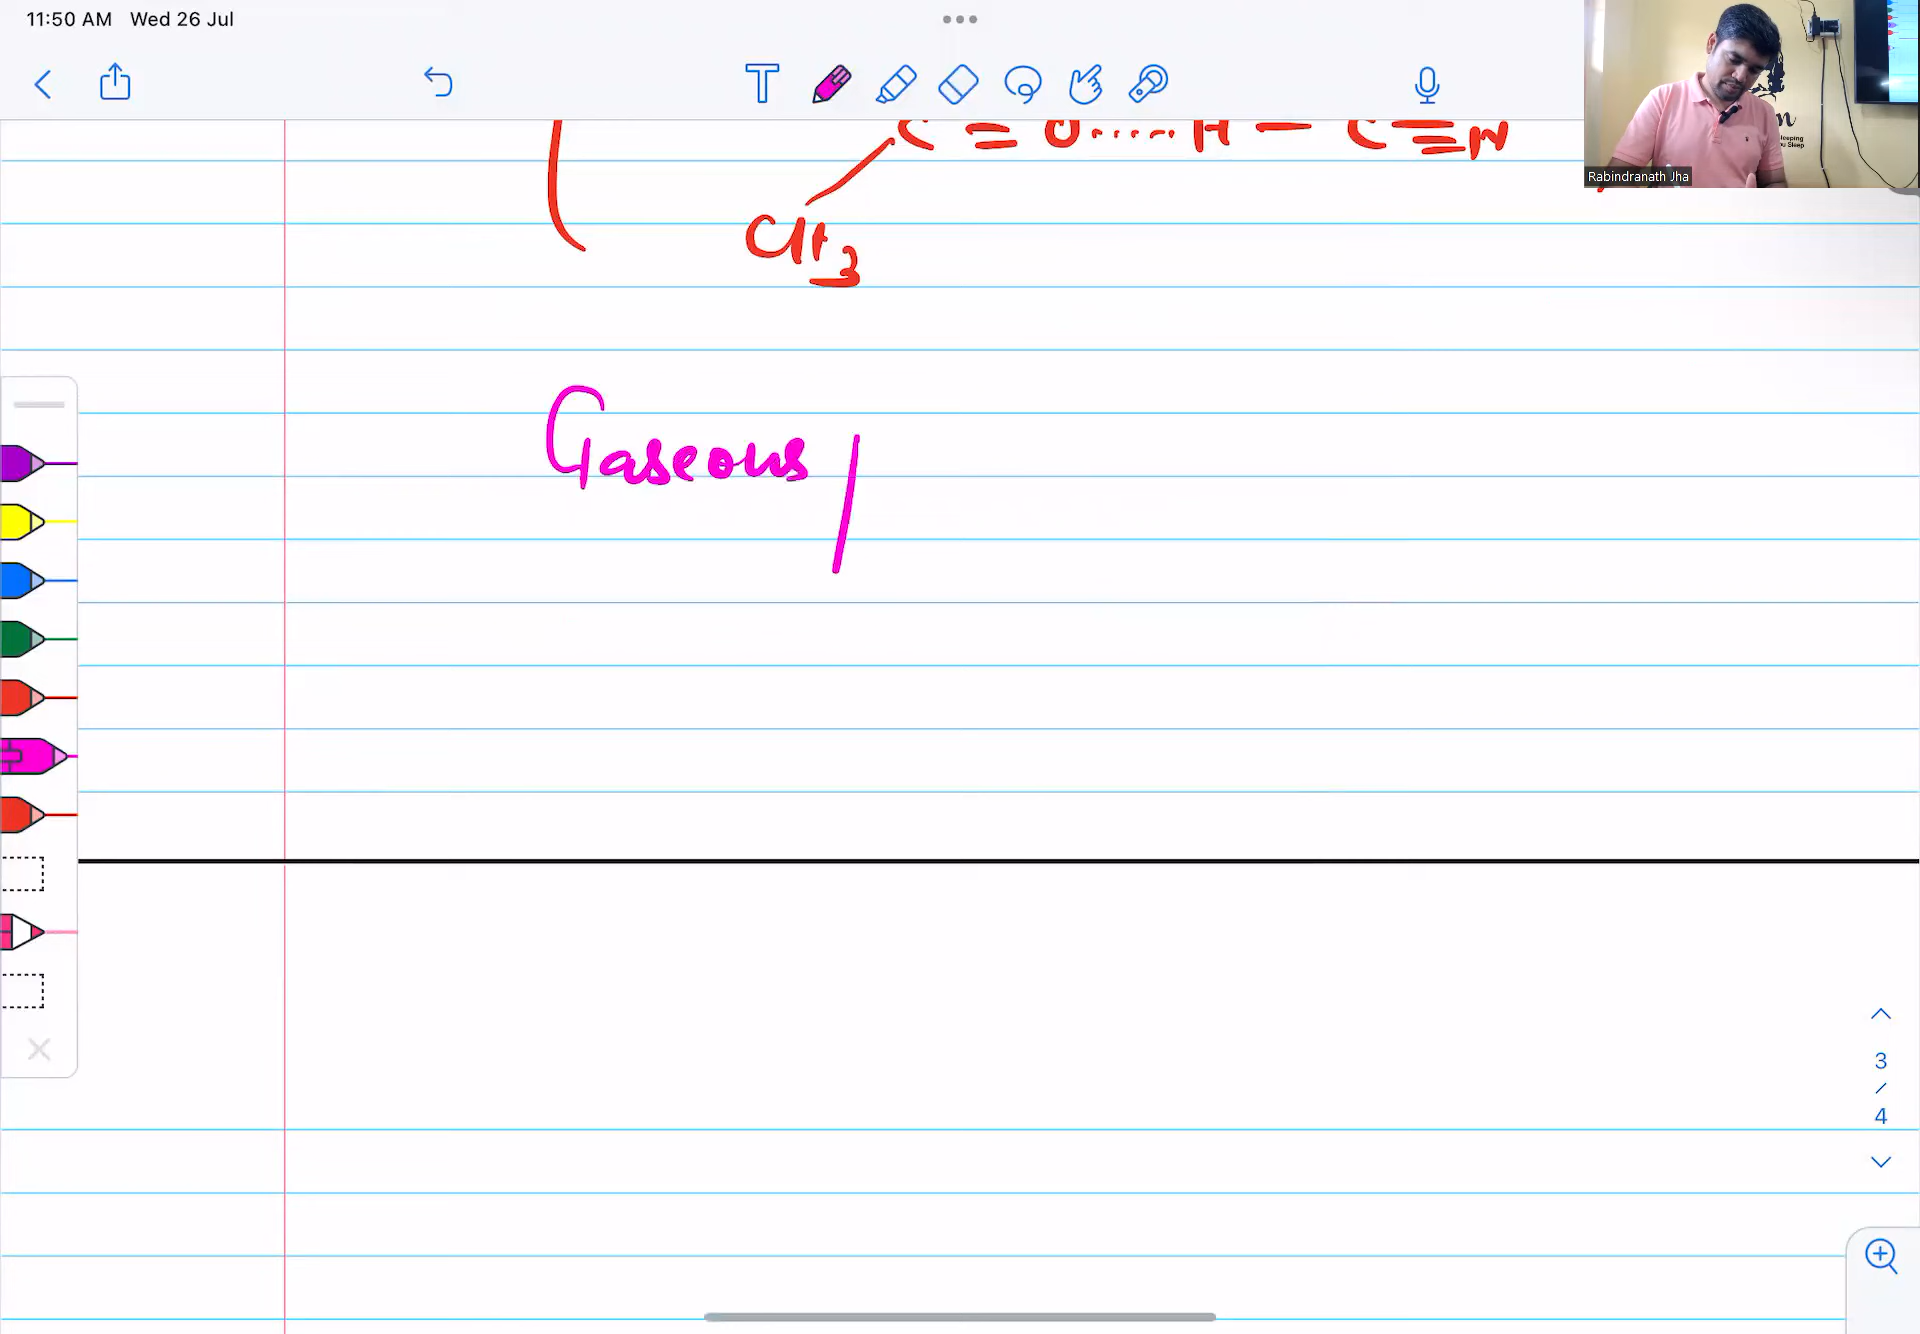 11:50 AM Wed 26 Jul
C = O......H — C ≡ N
CH3
Rabindranath Jha
Gaseous /
3
/
4